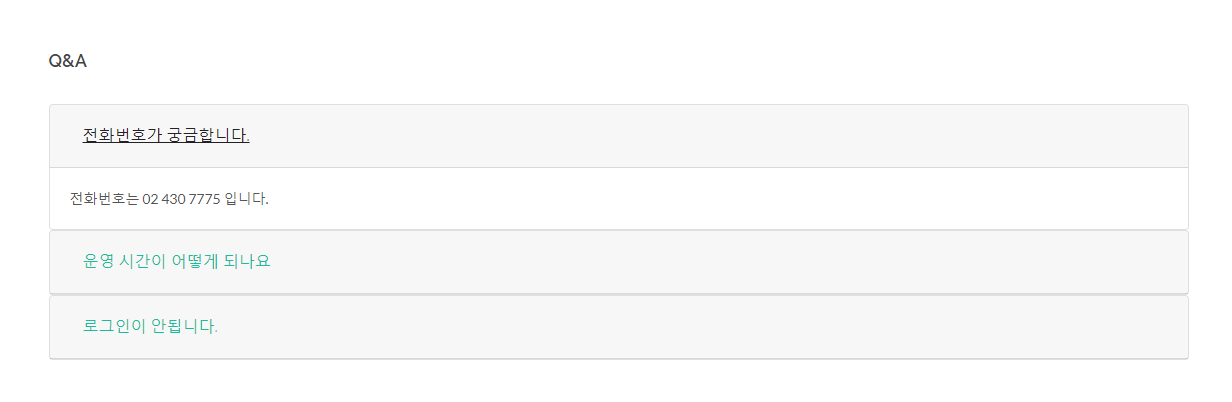 Q&A
전화번호가 궁금합니다.
전화번호는 02 430 7775 입니다.
운영 시간이 어떻게 되나요
로그인이 안됩니다.